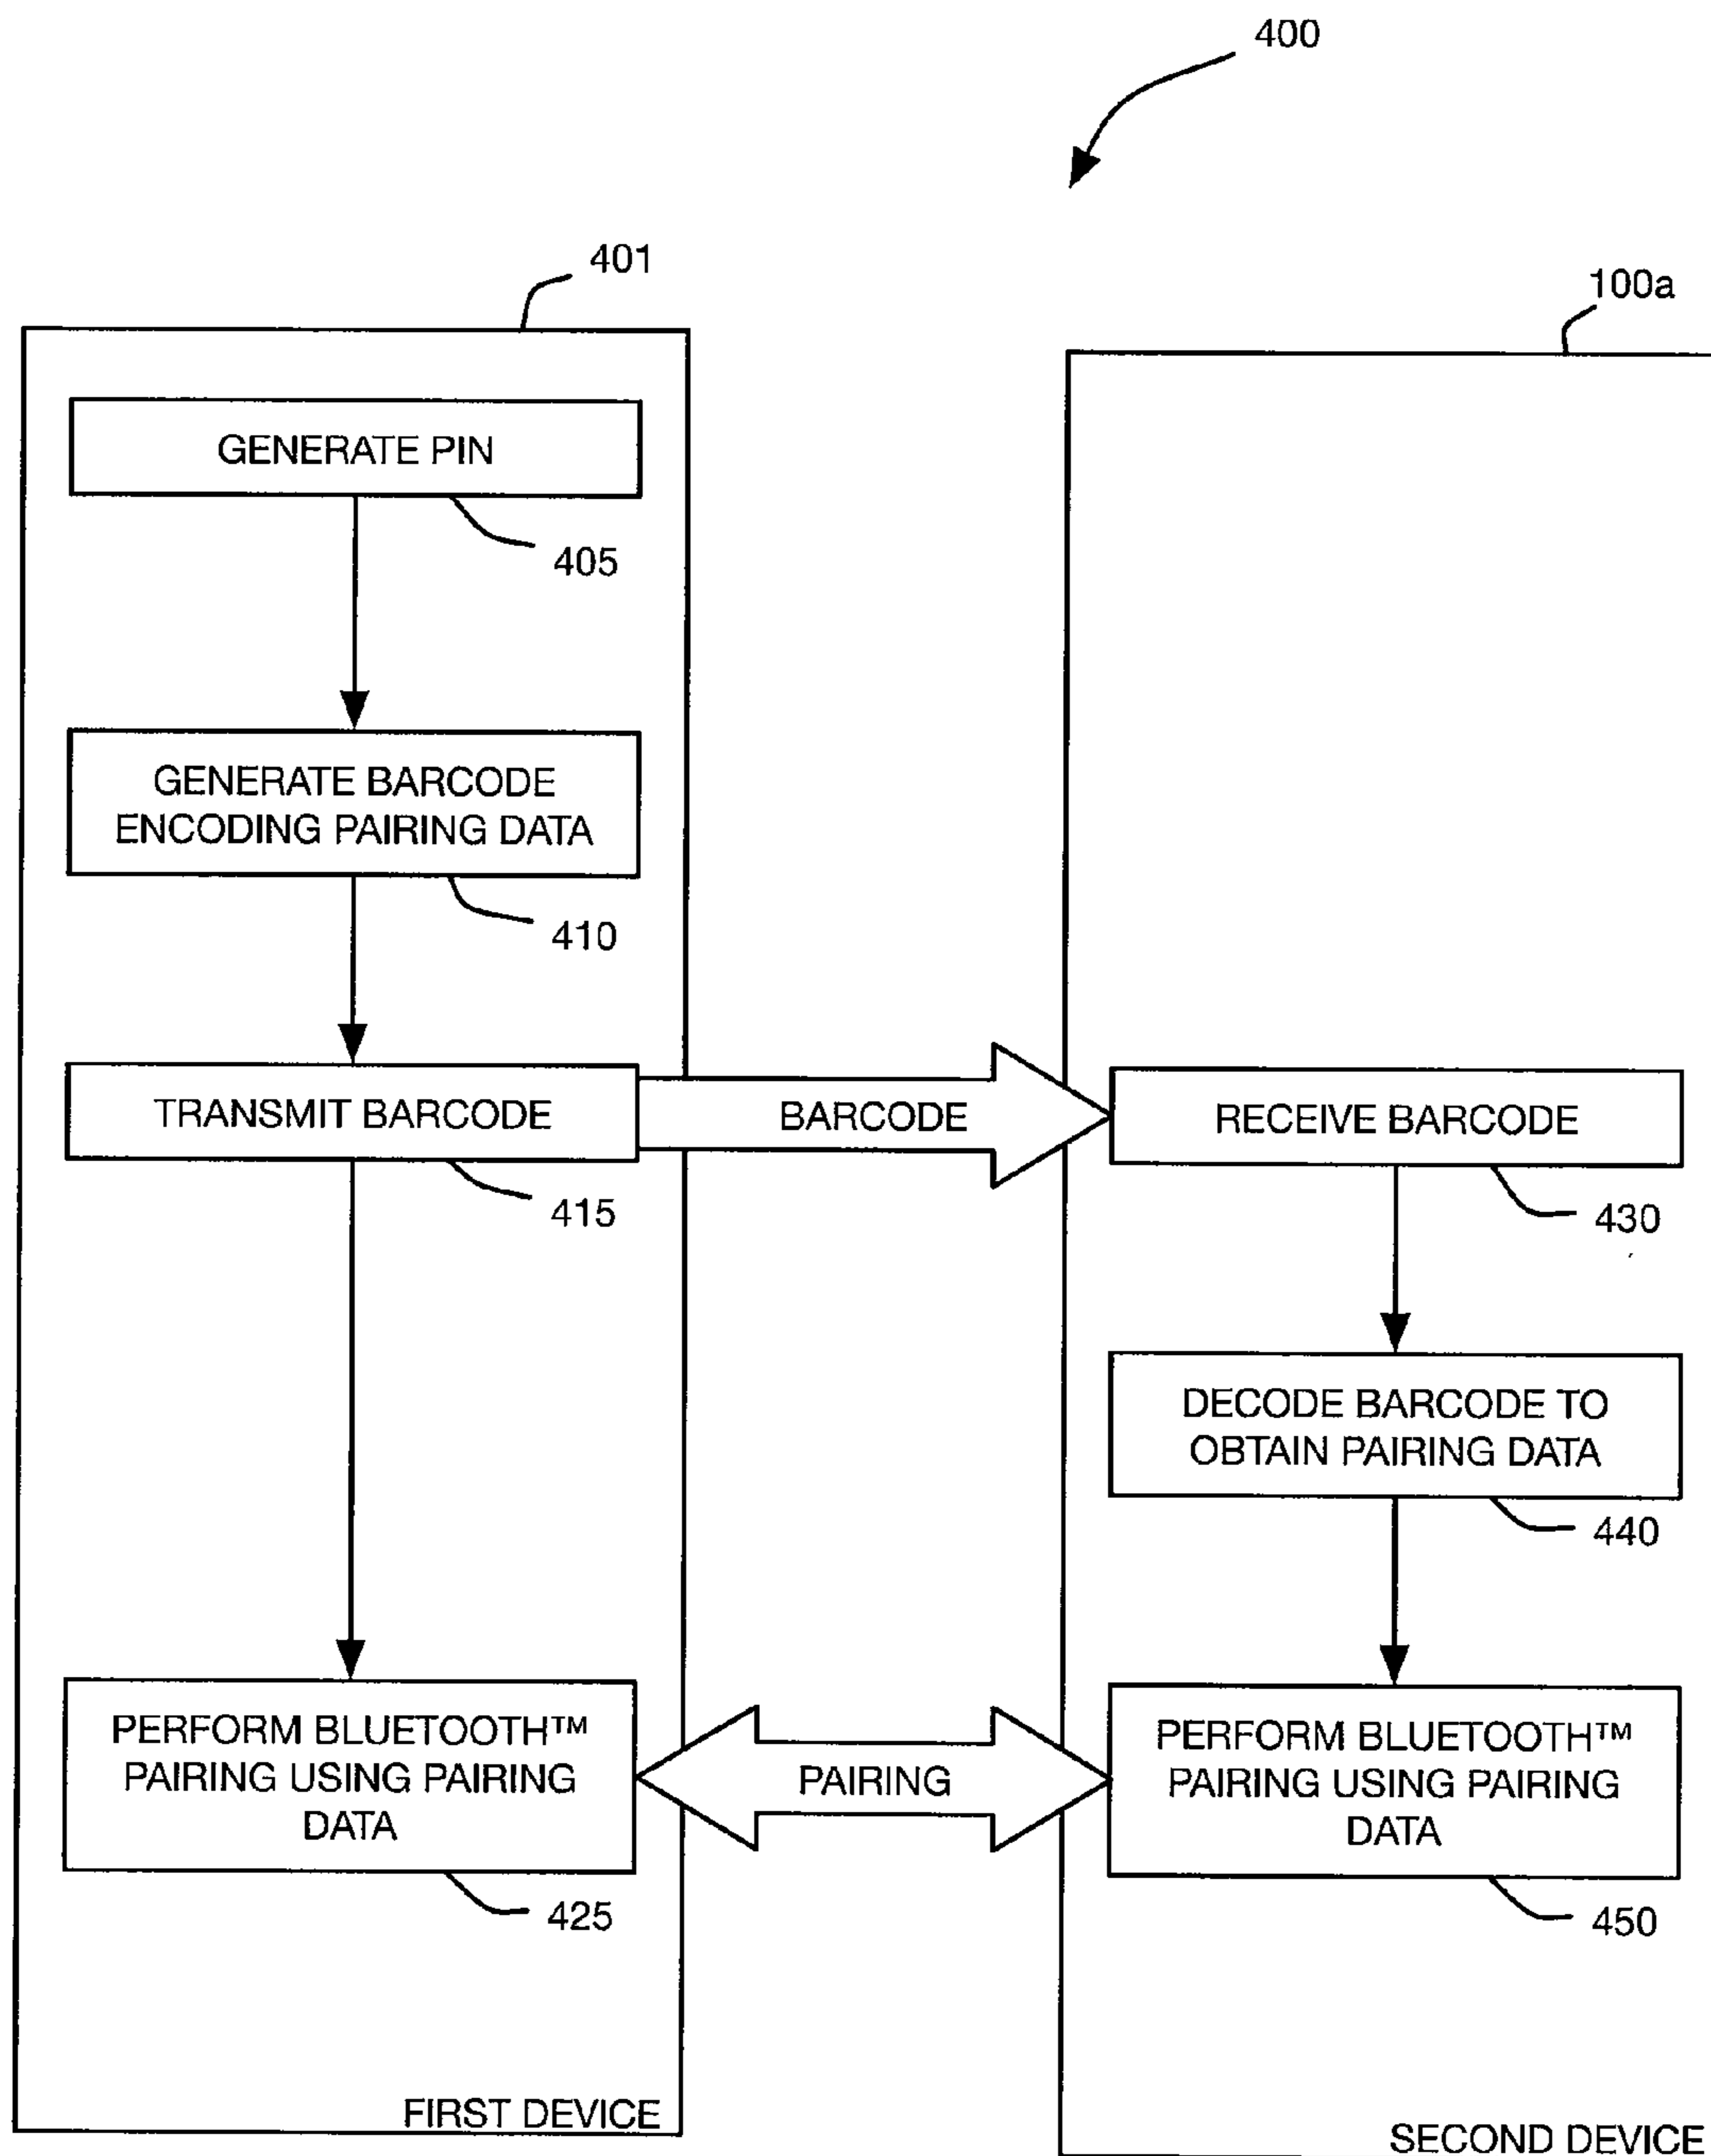 400
401
100a
GENERATE PIN
405
GENERATE BARCODE
ENCODING PAIRING DATA
410
TRANSMIT BARCODE
BARCODE
RECEIVE BARCODE
415
430
DECODE BARCODE TO
OBTAIN PAIRING DATA
440
PERFORM BLUETOOTH™
PAIRING USING PAIRING
DATA
PAIRING
PERFORM BLUETOOTH™
PAIRING USING PAIRING
DATA
425
450
FIRST DEVICE
SECOND DEVICE